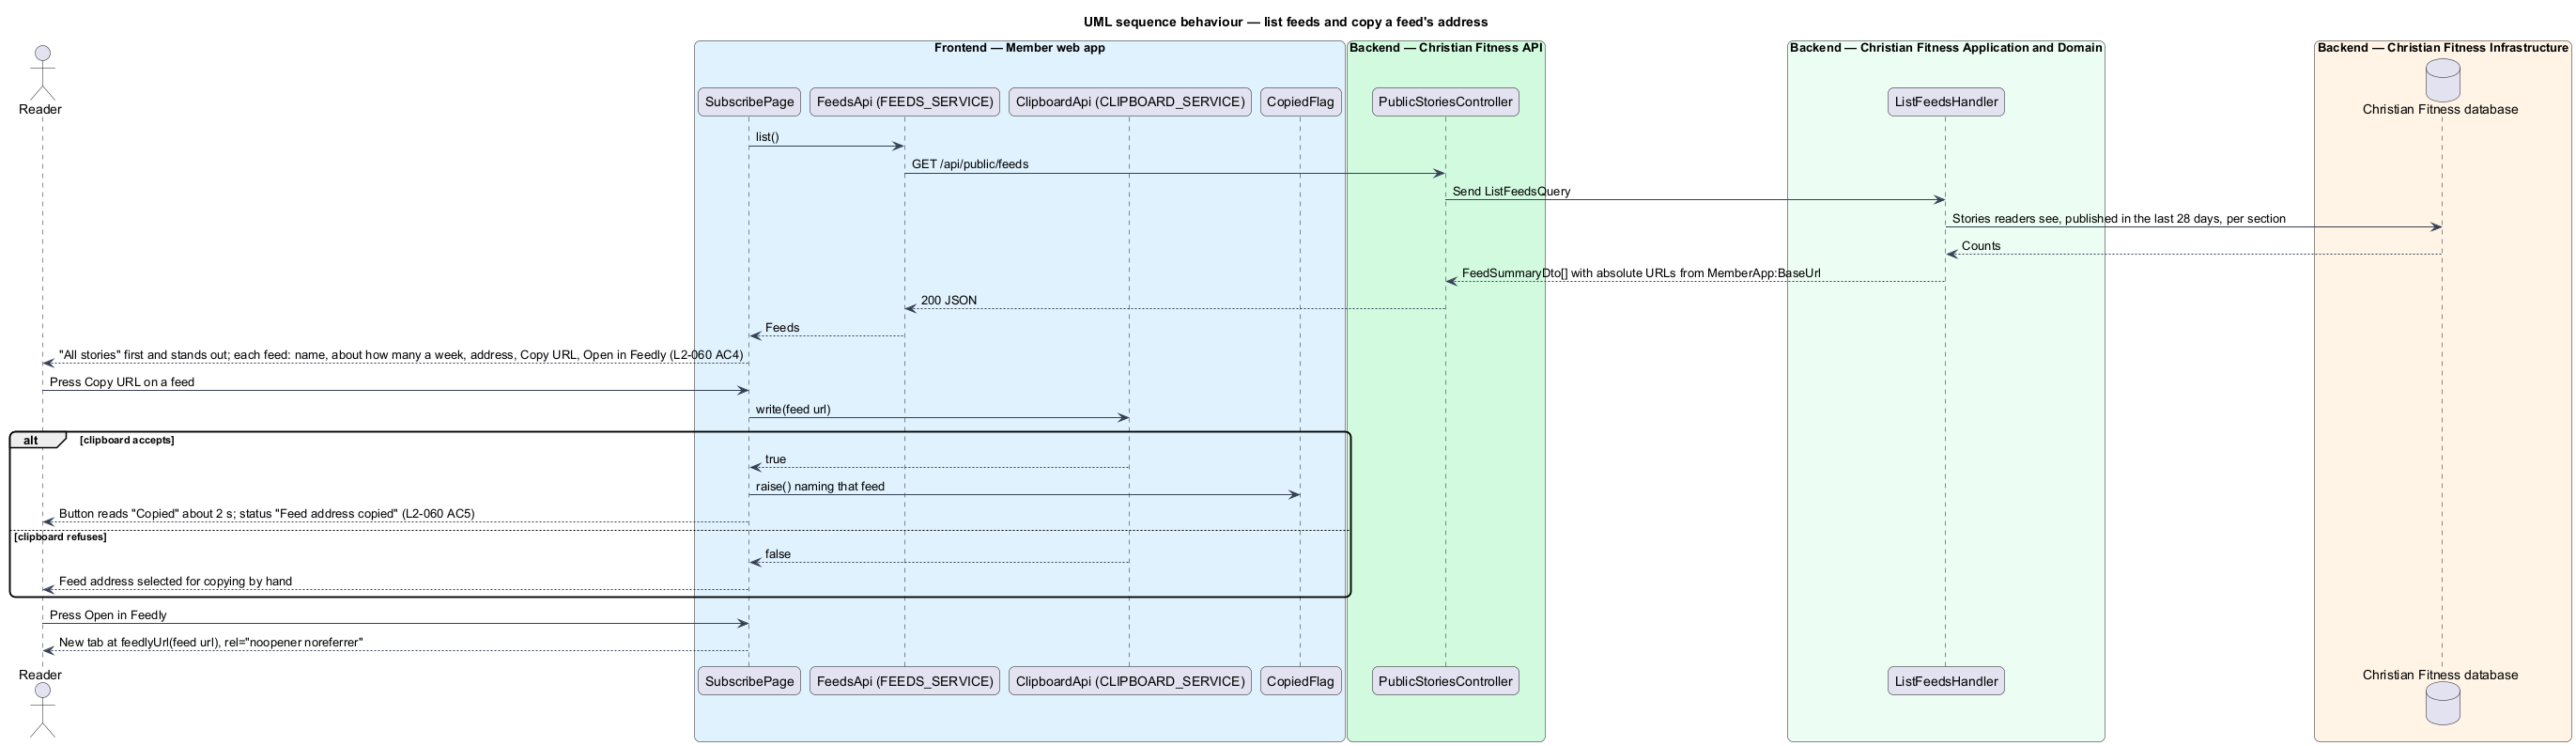 UML sequence behaviour — list feeds and copy a feed's address
Frontend — Member web app
Backend — Christian Fitness API
Backend — Christian Fitness Application and Domain
Backend — Christian Fitness Infrastructure
Reader
SubscribePage
FeedsApi (FEEDS_SERVICE)
ClipboardApi (CLIPBOARD_SERVICE)
CopiedFlag
PublicStoriesController
ListFeedsHandler
Christian Fitness database
list()
GET /api/public/feeds
Send ListFeedsQuery
Stories readers see, published in the last 28 days, per section
Counts
FeedSummaryDto[] with absolute URLs from MemberApp:BaseUrl
200 JSON
Feeds
"All stories" first and stands out; each feed: name, about how many a week, address, Copy URL, Open in Feedly (L2-060 AC4)
Press Copy URL on a feed
write(feed url)
alt
[clipboard accepts]
true
raise() naming that feed
Button reads "Copied" about 2 s; status "Feed address copied" (L2-060 AC5)
[clipboard refuses]
false
Feed address selected for copying by hand
Press Open in Feedly
New tab at feedlyUrl(feed url), rel="noopener noreferrer"
Reader
SubscribePage
FeedsApi (FEEDS_SERVICE)
ClipboardApi (CLIPBOARD_SERVICE)
CopiedFlag
PublicStoriesController
ListFeedsHandler
Christian Fitness database